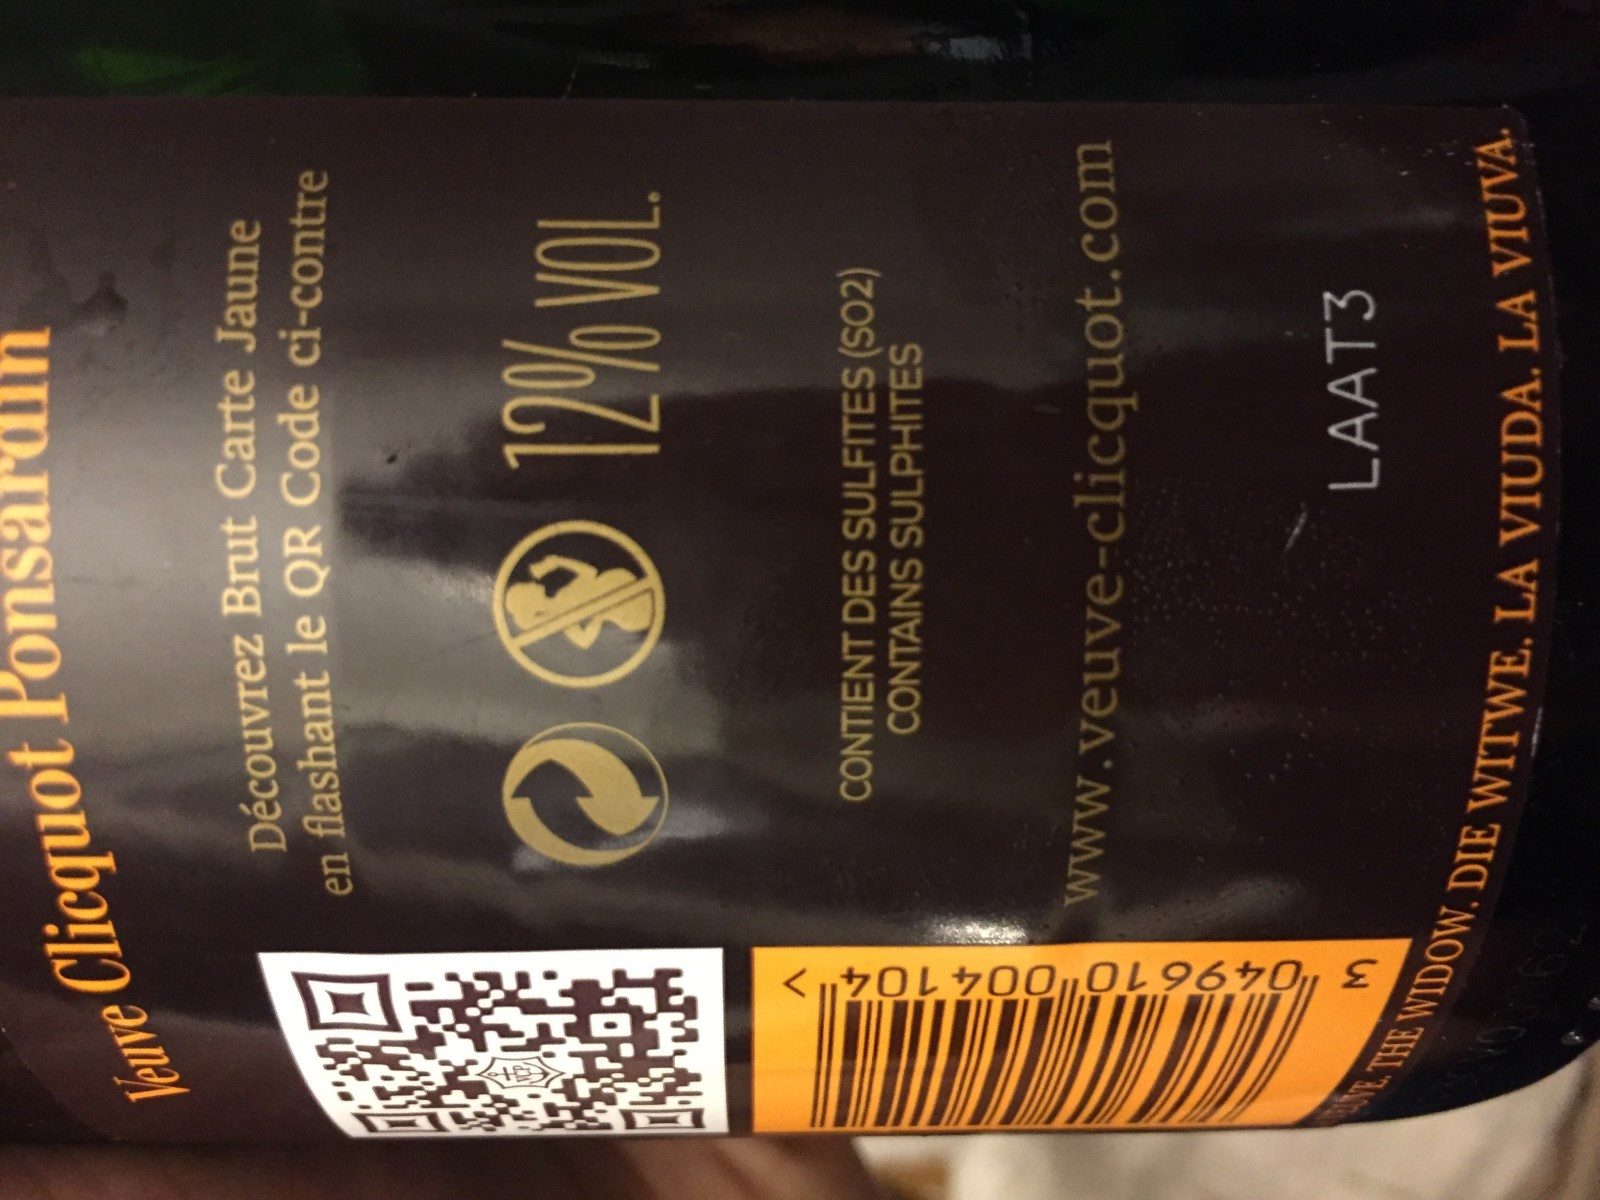 Veuve Clicquot Ponsardin
Découvrez Brut Carte Jaune
en flashant le QR Code ci-contre
12% VOL.
CONTIENT DES SULFITES (SO2)
CONTAINS SULPHITES
www.veuve-clicquot.com
LAAT3
VCP
3 049610 004104 >
THE WIDOW. DIE WITWE. LA VIUDA. LA VIUVA.